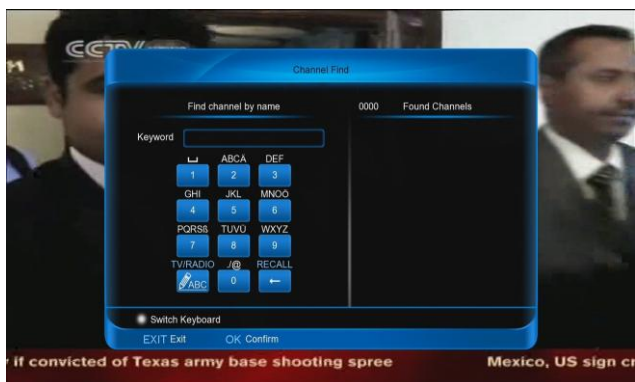 CCTV
Channel Find
Find channel by name
0000 Found Channels
Keyword
ABCÄ DEF
1 2 3
GHI JKL MNOÖ
4 5 6
PQRSß TUVÜ WXYZ
7 8 9
TV/RADIO ./@ RECALL
ABC 0 ←
Switch Keyboard
EXIT Exit OK Confirm
if convicted of Texas army base shooting spree Mexico, US sign